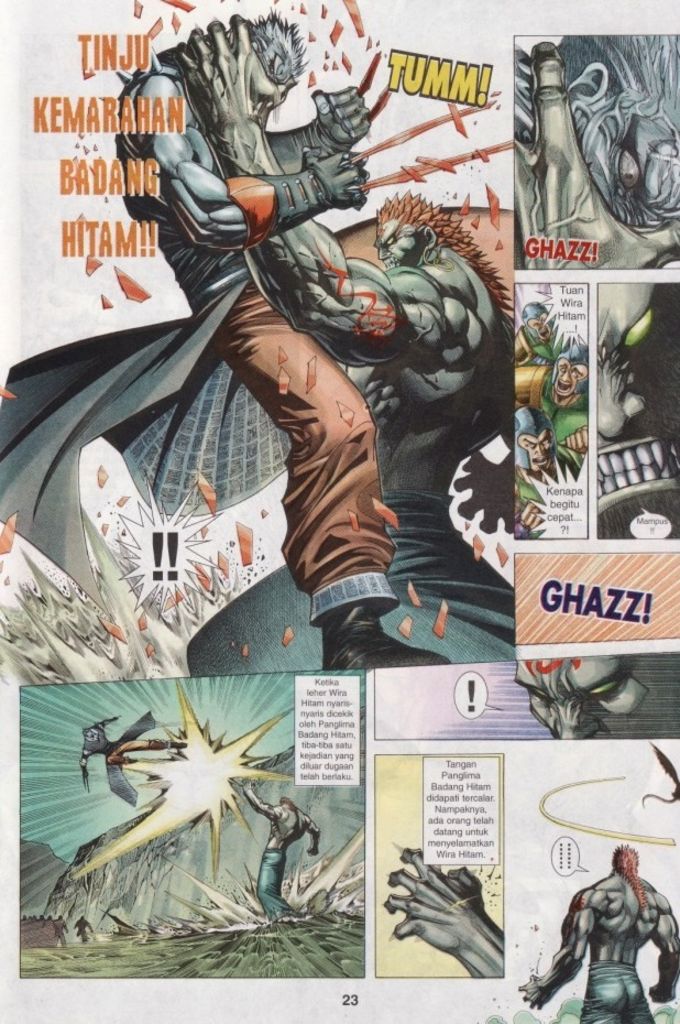 TINJU
KEMARAHAN
BADANG
HITAM!!
TUMM!
GHAZZ!
Tuan
Wira
Hitam
...!
Kenapa
begitu
cepat...
?!
Mampus
!!
!!
GHAZZ!
Ketika
leher Wira
Hitam nyaris-
nyaris dicekik
oleh Panglima
Badang Hitam,
tiba-tiba satu
kejadian yang
diluar dugaan
telah berlaku.
!
Tangan
Panglima
Badang Hitam
didapati tercalar.
Nampaknya,
ada orang telah
datang untuk
menyelamatkan
Wira Hitam.
23